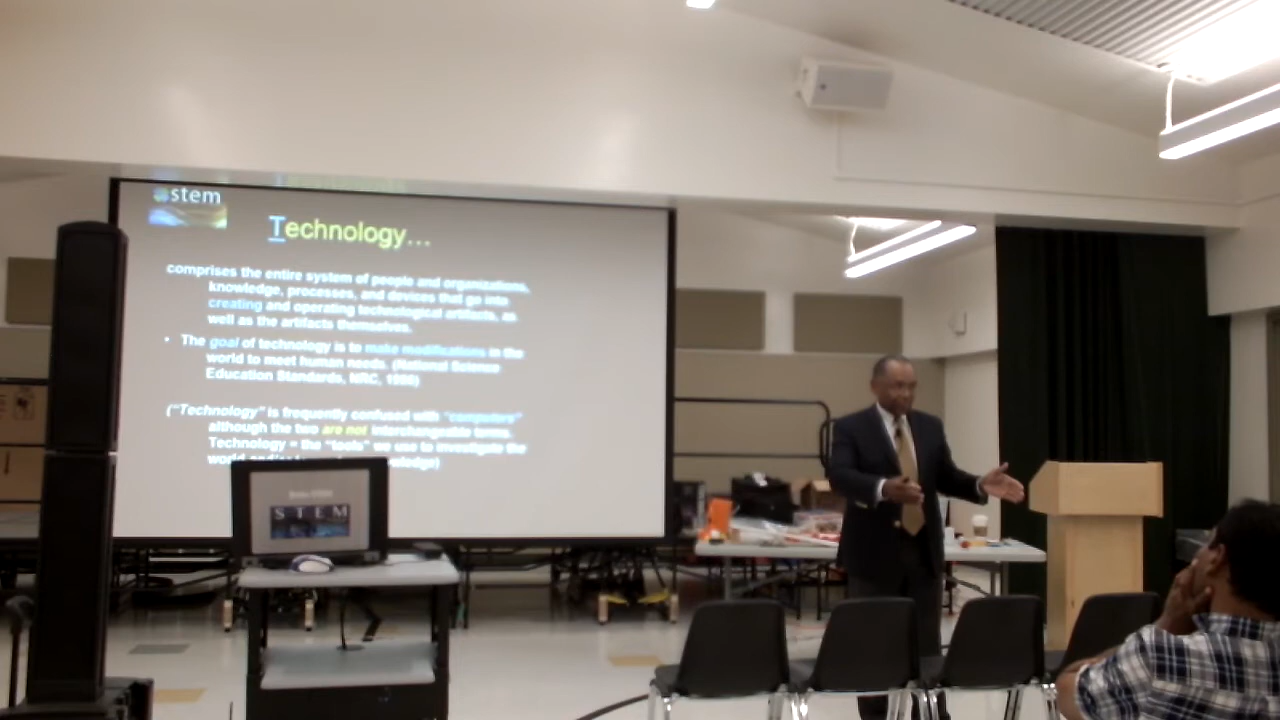 stem
Technology...
comprises the entire system of people and organizations,
knowledge, processes, and devices that go into
creating and operating technological artifacts, as
well as the artifacts themselves.
• The goal of technology is to make modifications in the
world to meet human needs. (National Science
Education Standards, NRC,
("Technology" is frequently confused with "computers"
although the two are not interchangeable terms.
Technology = the "tools" we use to investigate the
world
STEM